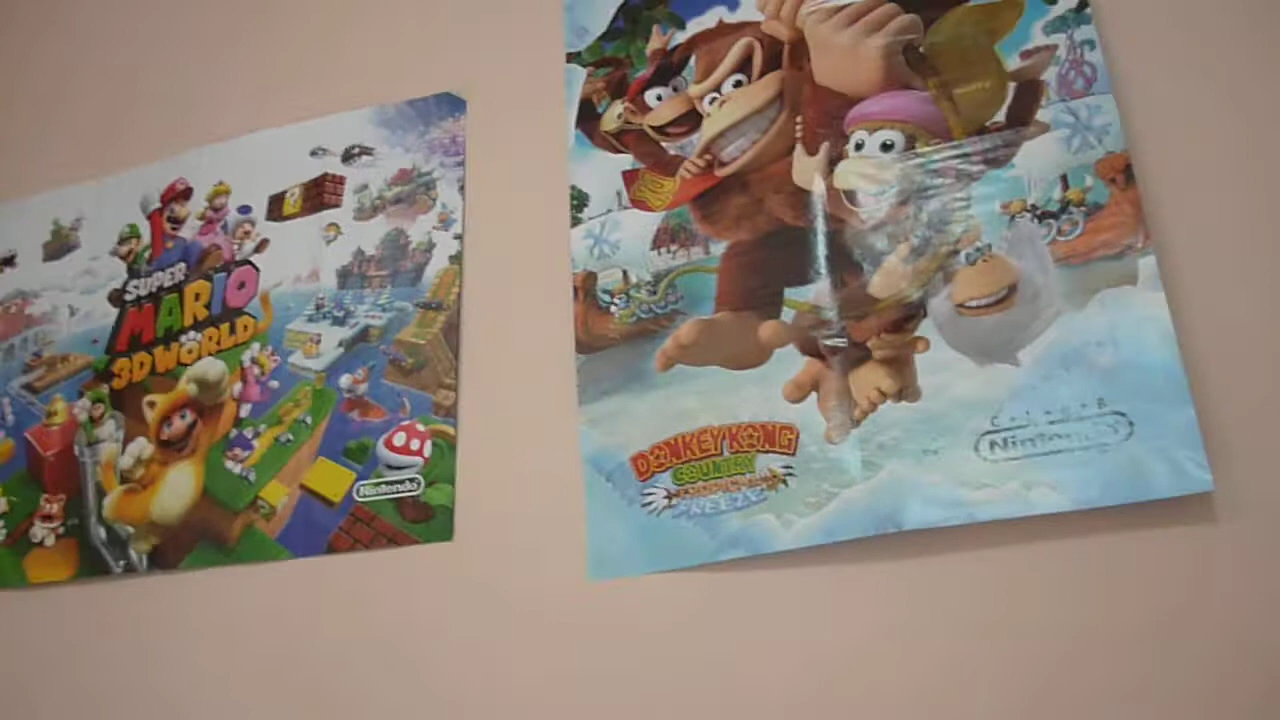 SUPER
MARIO
3D WORLD
Nintendo
DONKEY KONG
COUNTRY
FREEZE
Nintendo